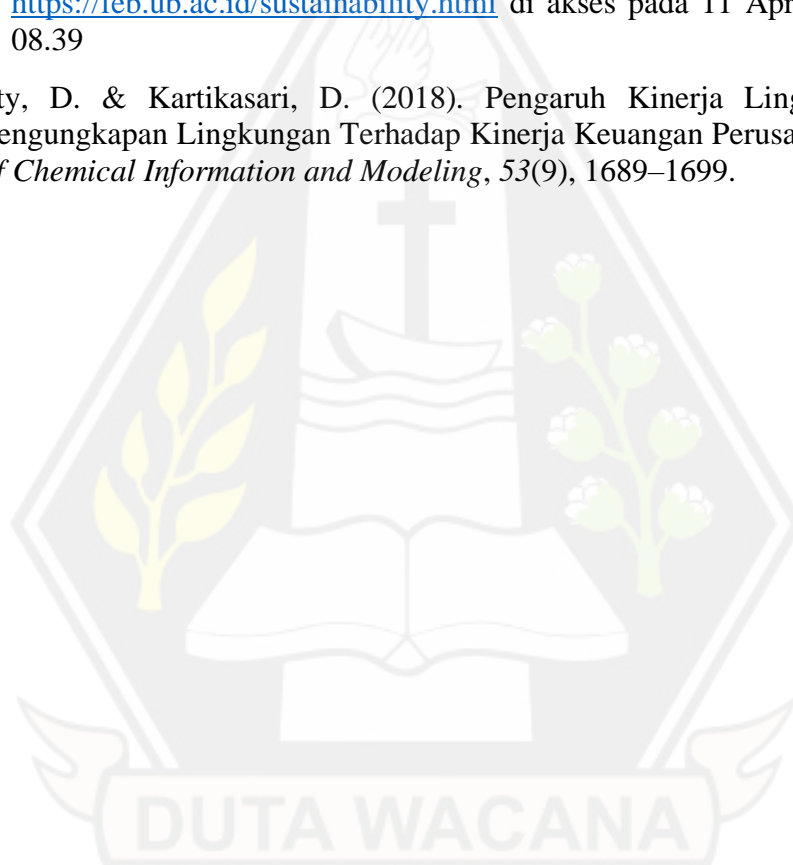 https://feb.ub.ac.id/sustainability.html di akses pada 11 Apr
08.39
ty, D. & Kartikasari, D. (2018). Pengaruh Kinerja Ling
engungkapan Lingkungan Terhadap Kinerja Keuangan Perusa
f Chemical Information and Modeling, 53(9), 1689–1699.
DUTA WACANA